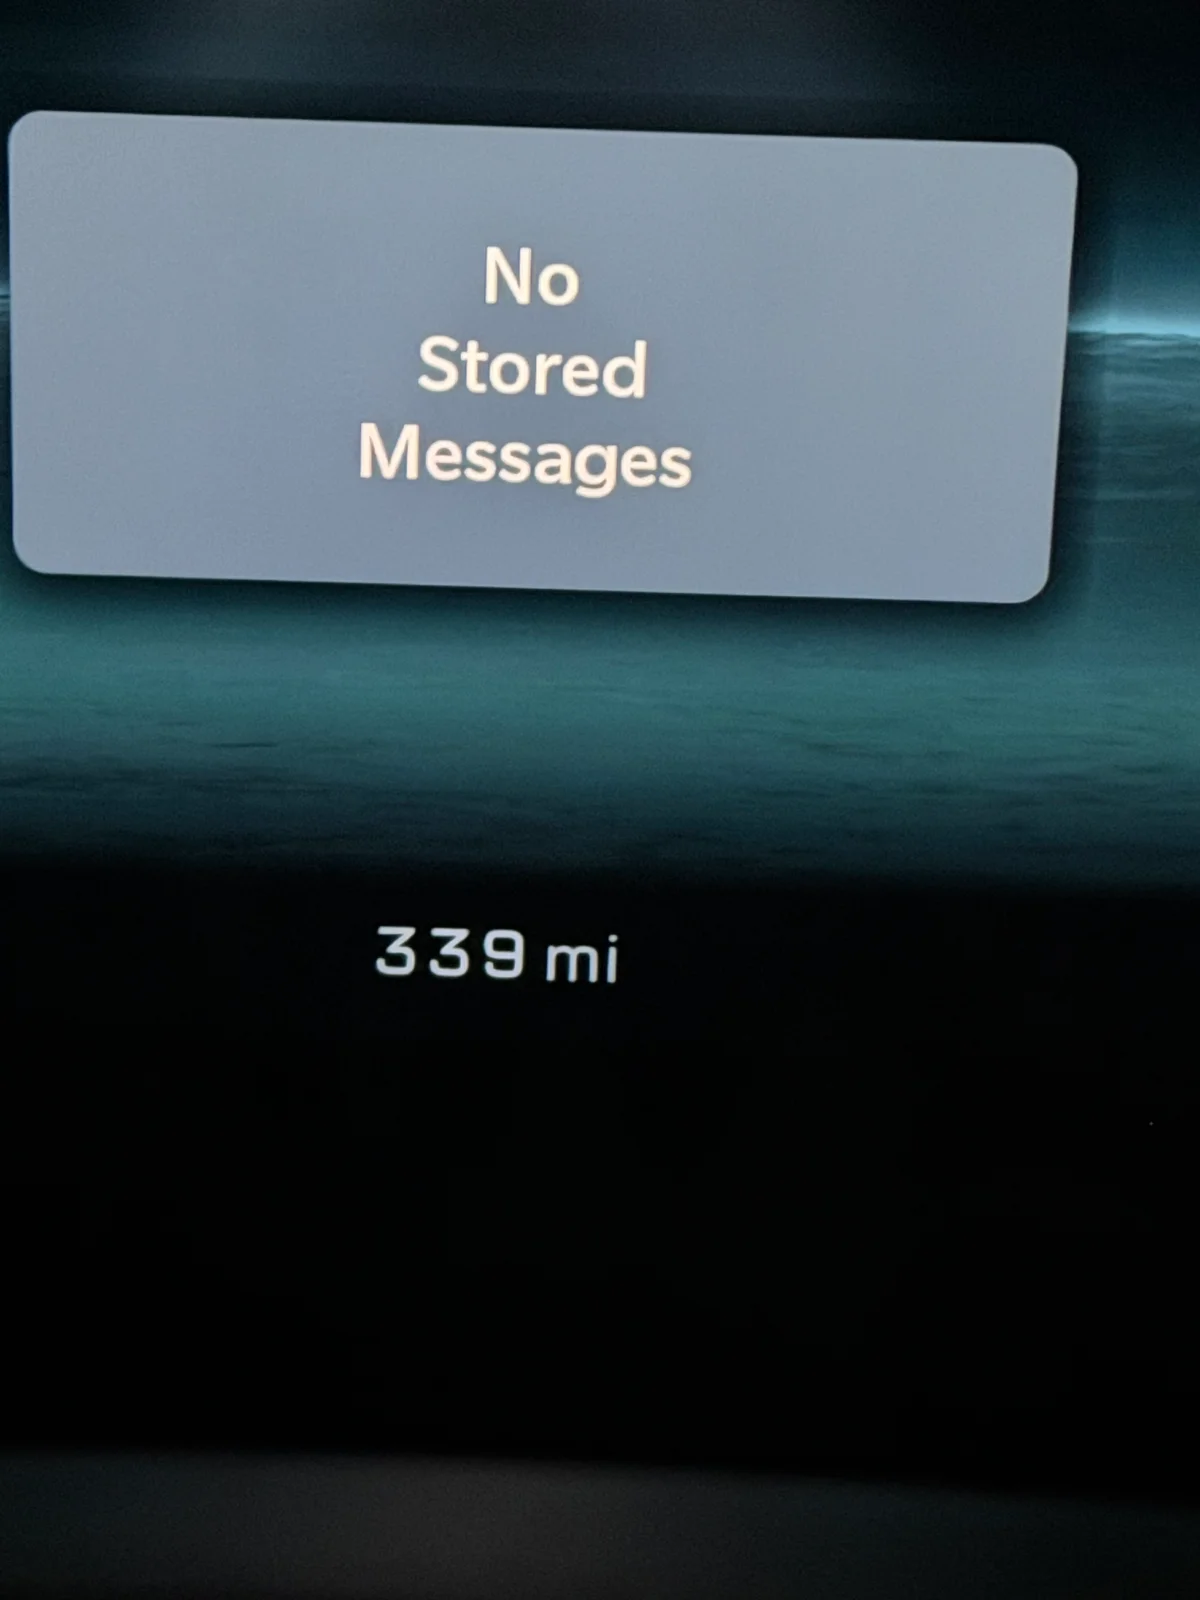 No
Stored
Messages
339 mi